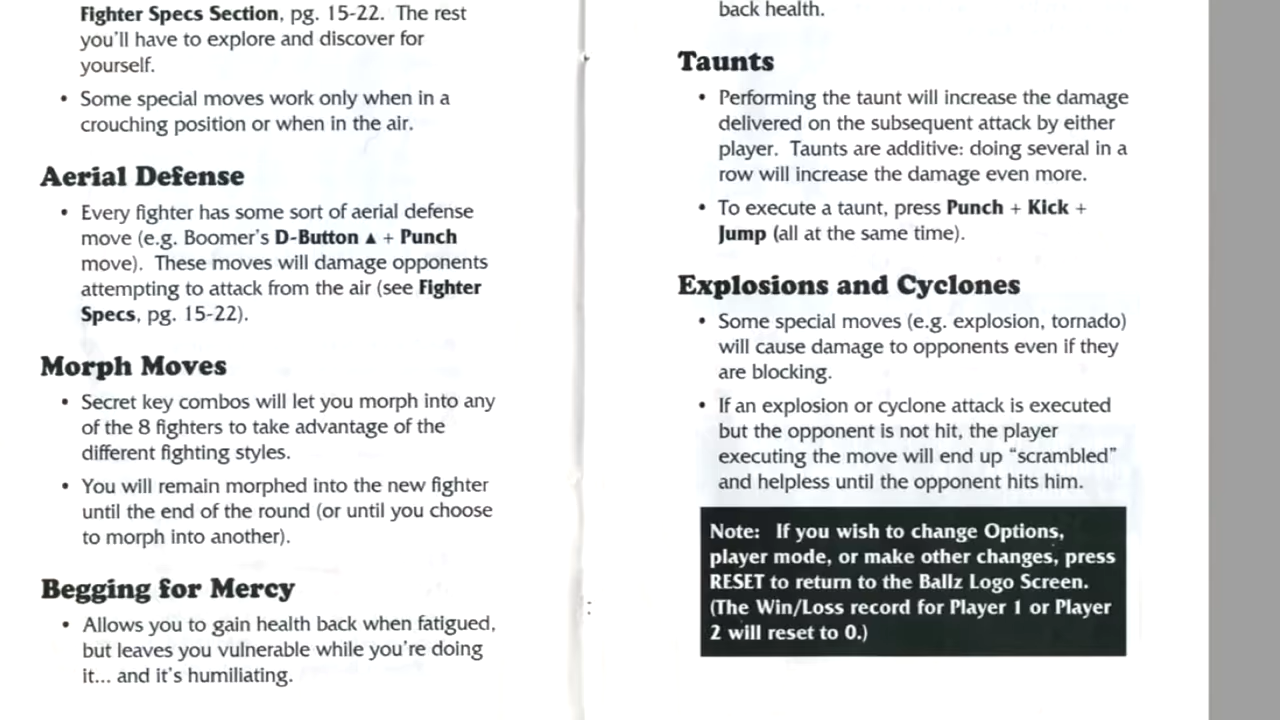 Fighter Specs Section, pg. 15-22. The rest
you'll have to explore and discover for
yourself.
• Some special moves work only when in a
crouching position or when in the air.
Aerial Defense
• Every fighter has some sort of aerial defense
move (e.g. Boomer's D-Button ▲ + Punch
move). These moves will damage opponents
attempting to attack from the air (see Fighter
Specs, pg. 15-22).
Morph Moves
• Secret key combos will let you morph into any
of the 8 fighters to take advantage of the
different fighting styles.
• You will remain morphed into the new fighter
until the end of the round (or until you choose
to morph into another).
Begging for Mercy
• Allows you to gain health back when fatigued,
but leaves you vulnerable while you're doing
it... and it's humiliating.
back health.
Taunts
• Performing the taunt will increase the damage
delivered on the subsequent attack by either
player. Taunts are additive: doing several in a
row will increase the damage even more.
• To execute a taunt, press Punch + Kick +
Jump (all at the same time).
Explosions and Cyclones
• Some special moves (e.g. explosion, tornado)
will cause damage to opponents even if they
are blocking.
• If an explosion or cyclone attack is executed
but the opponent is not hit, the player
executing the move will end up “scrambled”
and helpless until the opponent hits him.
Note: If you wish to change Options,
player mode, or make other changes, press
RESET to return to the Ballz Logo Screen.
(The Win/Loss record for Player 1 or Player
2 will reset to 0.)